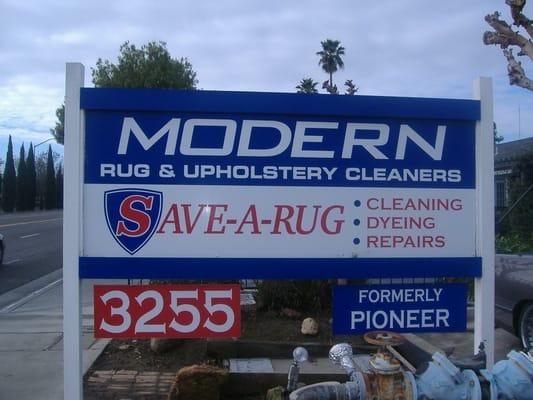 MODERN
RUG & UPHOLSTERY CLEANERS
SAVE-A-RUG
• CLEANING
• DYEING
• REPAIRS
3255
FORMERLY
PIONEER